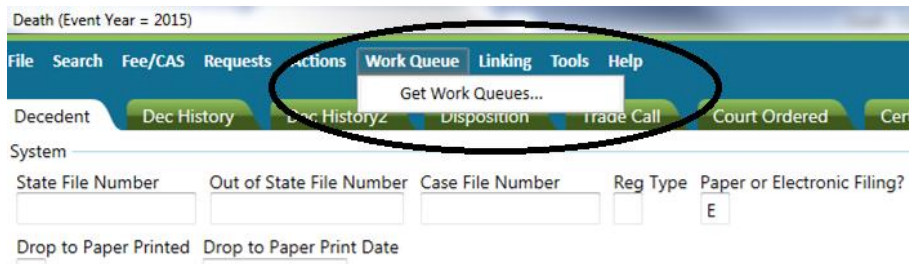 Death (Event Year = 2015)
File Search Fee/CAS Requests Actions Work Queue Linking Tools Help
Get Work Queues...
Decedent Dec History Dec History2 Disposition Trade Call Court Ordered
System
State File Number Out of State File Number Case File Number Reg Type Paper or Electronic Filing?
E
Drop to Paper Printed Drop to Paper Print Date